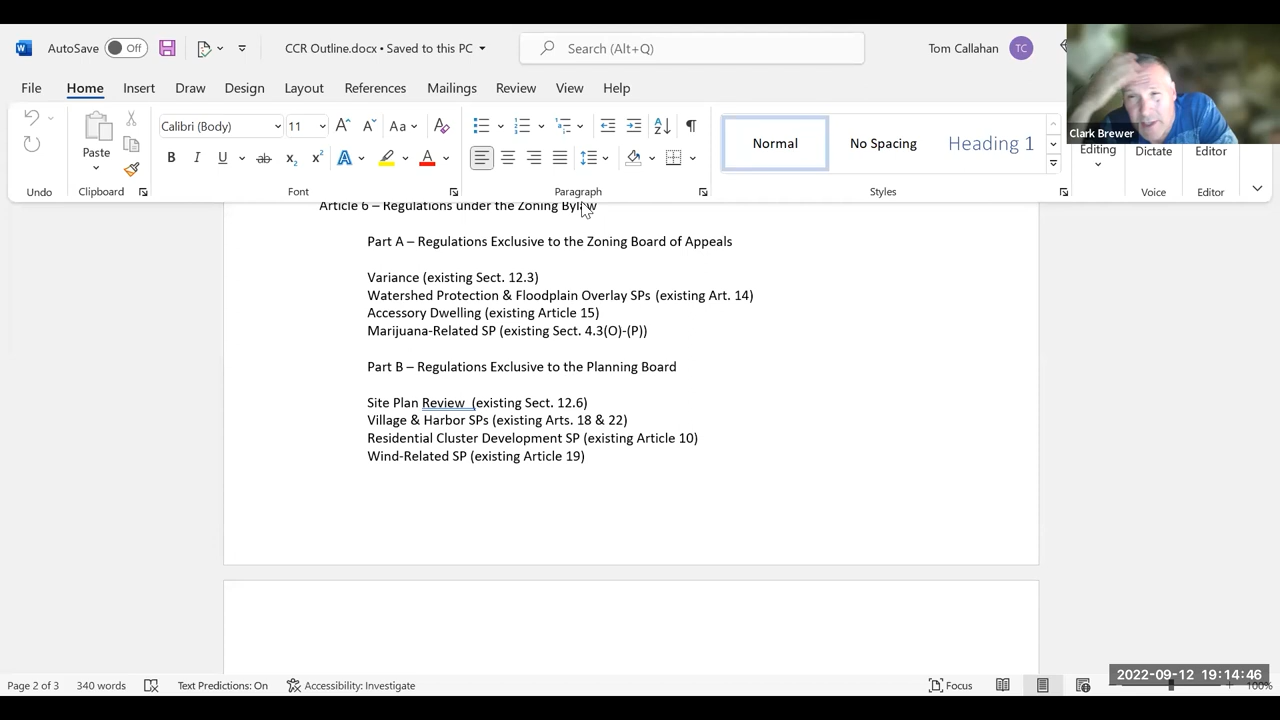 AutoSave Off CCR Outline.docx • Saved to this PC Search (Alt+Q) Tom Callahan TC
File Home Insert Draw Design Layout References Mailings Review View Help
Clark Brewer
Calibri (Body) 11 Aa
Paste Normal No Spacing Heading 1 Editing Dictate Editor
B I U ab x₂ x² A A
Undo Clipboard Font Paragraph Styles Voice Editor
Article 6 – Regulations under the Zoning Bylaw
Part A – Regulations Exclusive to the Zoning Board of Appeals
Variance (existing Sect. 12.3)
Watershed Protection & Floodplain Overlay SPs (existing Art. 14)
Accessory Dwelling (existing Article 15)
Marijuana-Related SP (existing Sect. 4.3(O)-(P))
Part B – Regulations Exclusive to the Planning Board
Site Plan Review (existing Sect. 12.6)
Village & Harbor SPs (existing Arts. 18 & 22)
Residential Cluster Development SP (existing Article 10)
Wind-Related SP (existing Article 19)
2022-09-12 19:14:46
Page 2 of 3 340 words Text Predictions: On Accessibility: Investigate Focus 100%